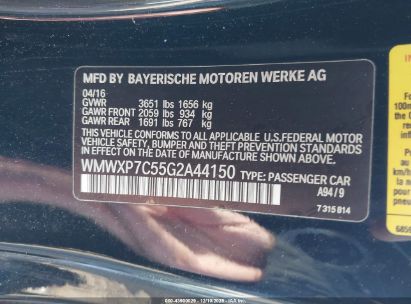 MFD BY BAYERISCHE MOTOREN WERKE AG
04/16
GVWR 3651 lbs 1656 kg
GAWR FRONT 2059 lbs 934 kg
GAWR REAR 1691 lbs 767 kg
THIS VEHICLE CONFORMS TO ALL APPLICABLE U.S.FEDERAL MOTOR
VEHICLE SAFETY, BUMPER AND THEFT PREVENTION STANDARDS
IN EFFECT ON THE DATE OF MANUFACTURE SHOWN ABOVE.
WMWXP7C55G2A44150 TYPE: PASSENGER CAR
A94/9
7 315 814